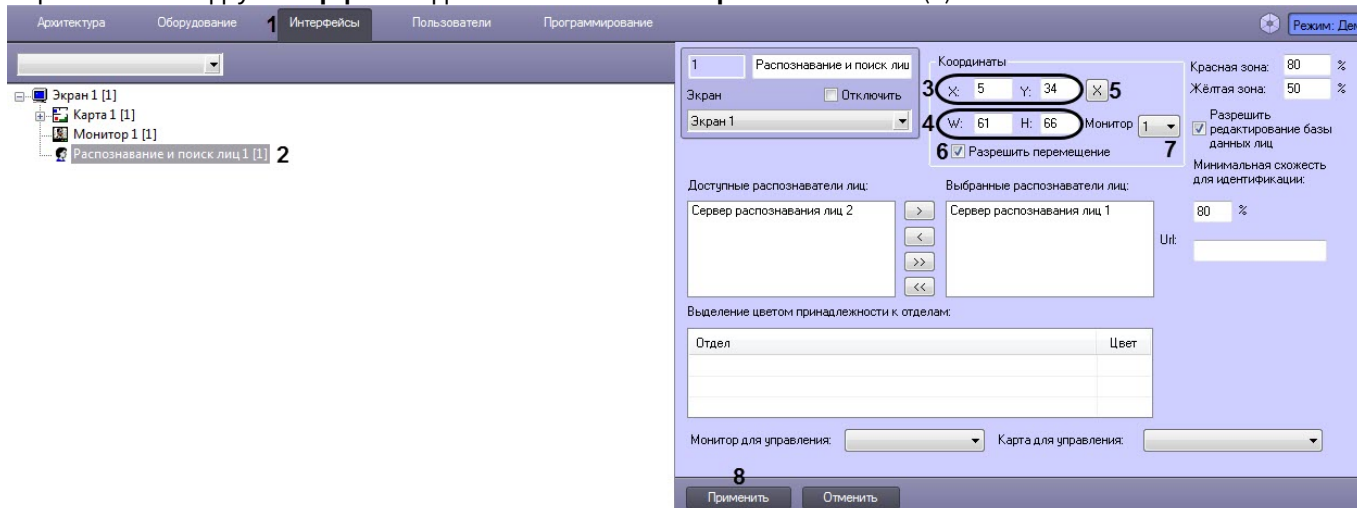 Архитектура Оборудование 1 Интерфейсы Пользователи Программирование Режим: Де
Экран 1 [1]
Карта 1 [1]
Монитор 1 [1]
Распознавание и поиск лиц 1 [1] 2
1 Распознавание и поиск лиц
Экран Отключить
Экран 1
Координаты
3 X: 5 Y: 34 X 5
4 W: 61 H: 66 Монитор 1
6 Разрешить перемещение 7
Красная зона: 80 %
Жёлтая зона: 50 %
Разрешить
редактирование базы
данных лиц
Минимальная схожесть
для идентификации:
80 %
Url:
Доступные распознаватели лиц:
Сервер распознавания лиц 2
>
<
>>
<<
Выбранные распознаватели лиц:
Сервер распознавания лиц 1
Выделение цветом принадлежности к отделам:
Отдел Цвет
Монитор для управления: Карта для управления:
8
Применить Отменить